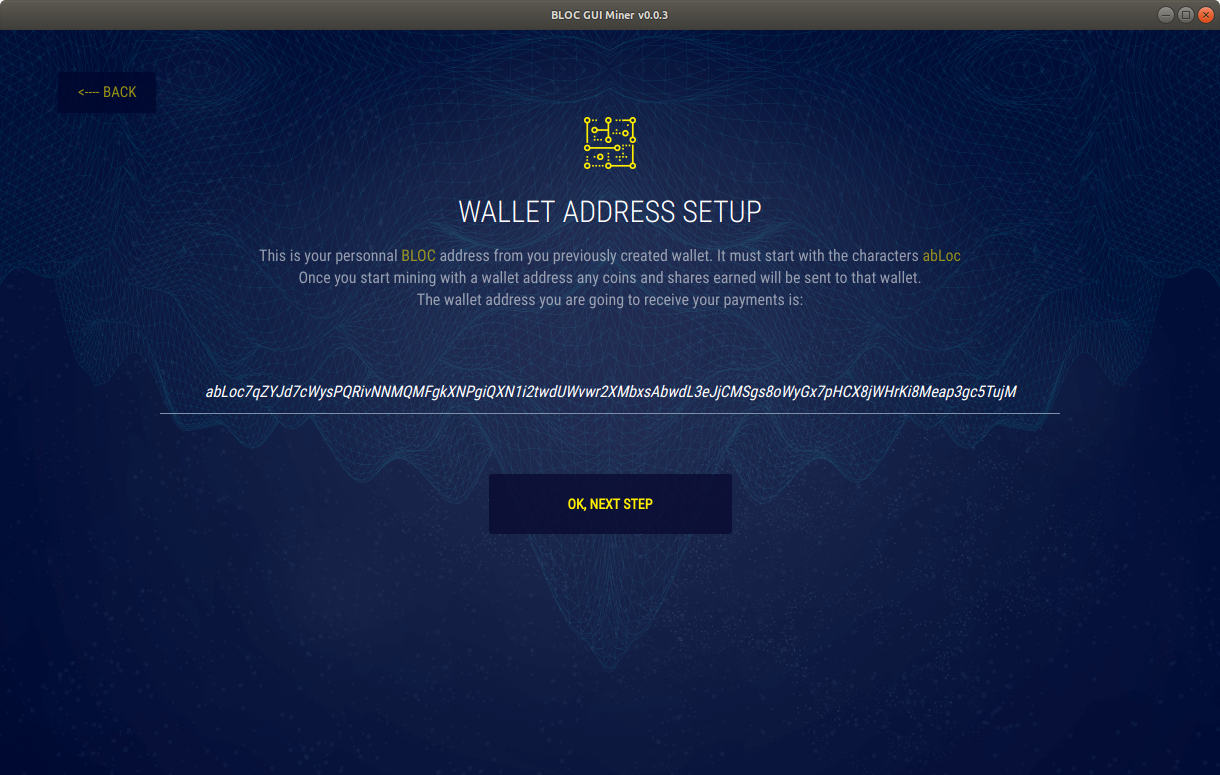 BLOC GUI Miner v0.0.3
<---- BACK
WALLET ADDRESS SETUP
This is your personnal BLOC address from you previously created wallet. It must start with the characters abLoc
Once you start mining with a wallet address any coins and shares earned will be sent to that wallet.
The wallet address you are going to receive your payments is:
abLoc7qZYJd7cWysPQRivNNMQMFgkXNPgiQXN1i2twdUWvwr2XMbxsAbwdL3eJjCMSgs8oWyGx7pHCX8jWHrKi8Meap3gc5TujM
OK, NEXT STEP